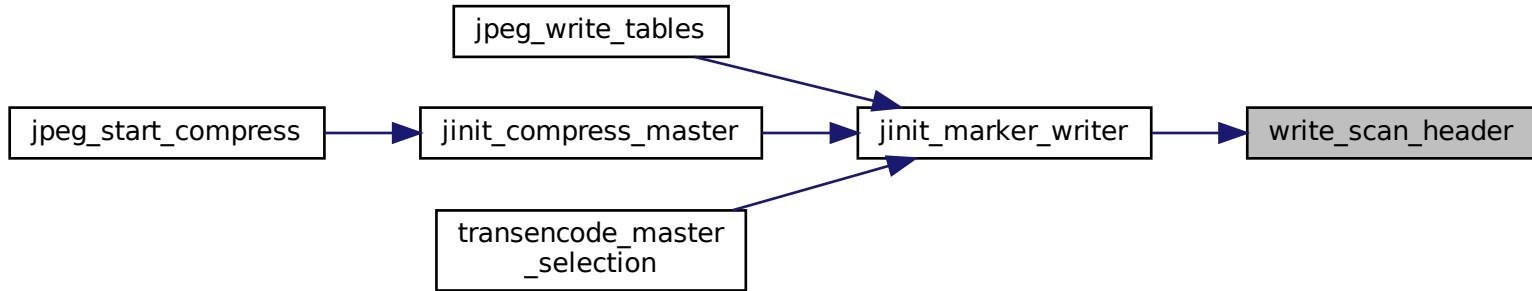 jpeg_write_tables
jpeg_start_compress
jinit_compress_master
jinit_marker_writer
write_scan_header
transencode_master
_selection